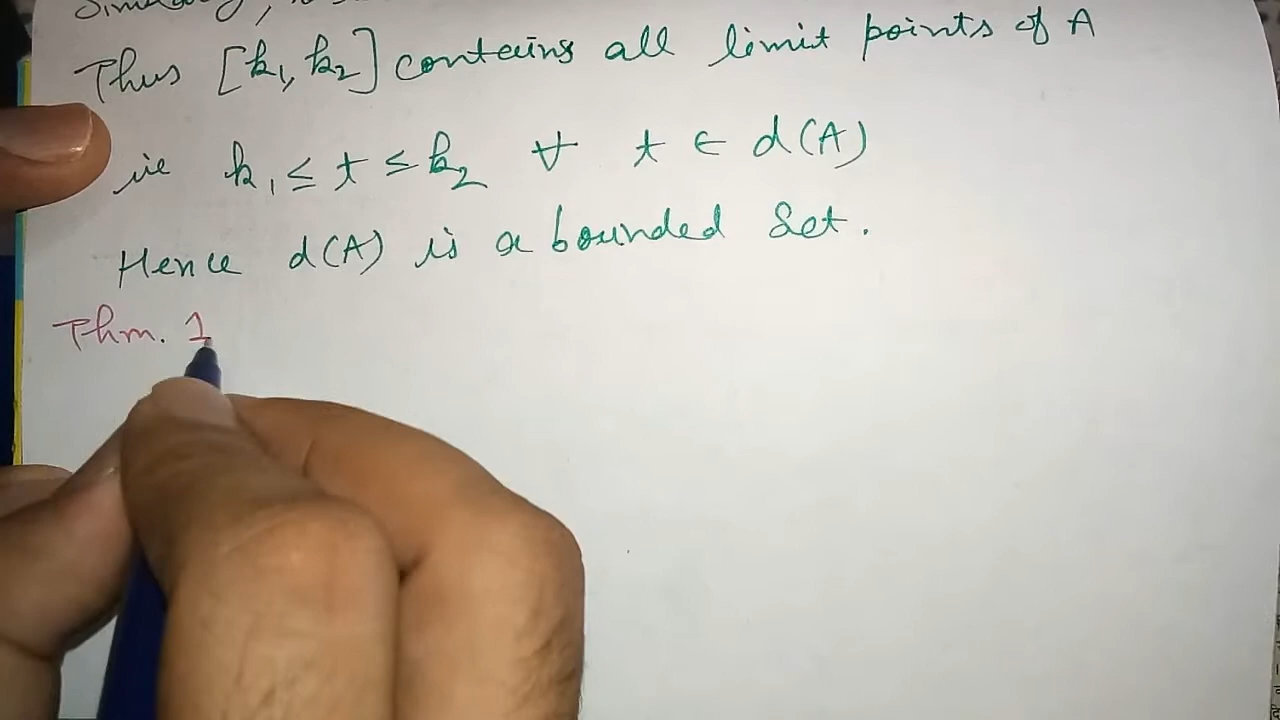 Thus [k₁, k₂] contains all limit points of A
ie k₁ ≤ t ≤ k₂ ∀ t ∈ d(A)
Hence d(A) is a bounded Set.
Thm. 1